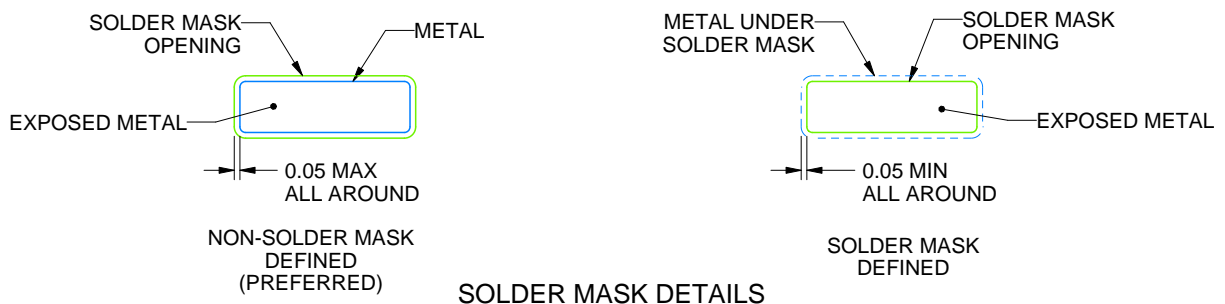 SOLDER MASK
OPENING
METAL
EXPOSED METAL
0.05 MAX
ALL AROUND
NON-SOLDER MASK
DEFINED
(PREFERRED)
METAL UNDER
SOLDER MASK
SOLDER MASK
OPENING
EXPOSED METAL
0.05 MIN
ALL AROUND
SOLDER MASK
DEFINED
SOLDER MASK DETAILS